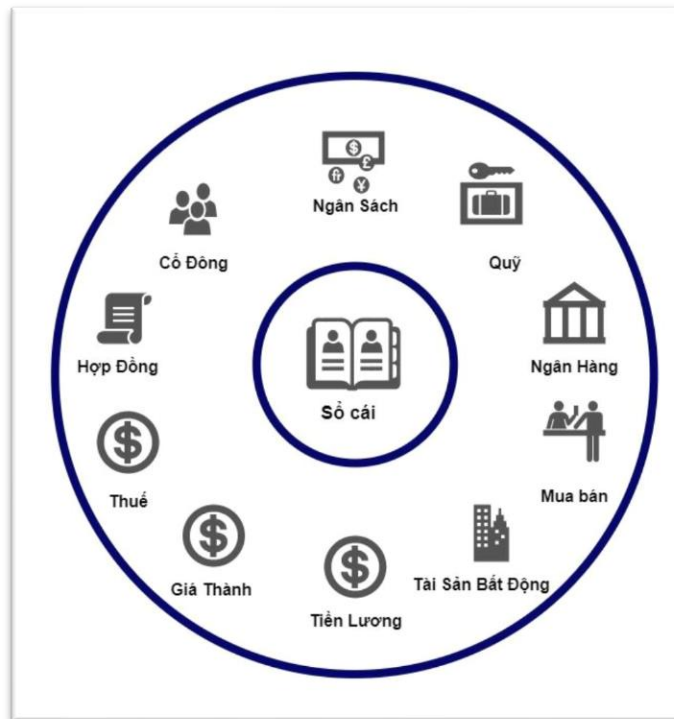 Ngân Sách
Cổ Đông
Quỹ
Hợp Đồng
Ngân Hàng
Sổ cái
Thuế
Mua bán
Giá Thành
Tài Sản Bất Động
Tiền Lương